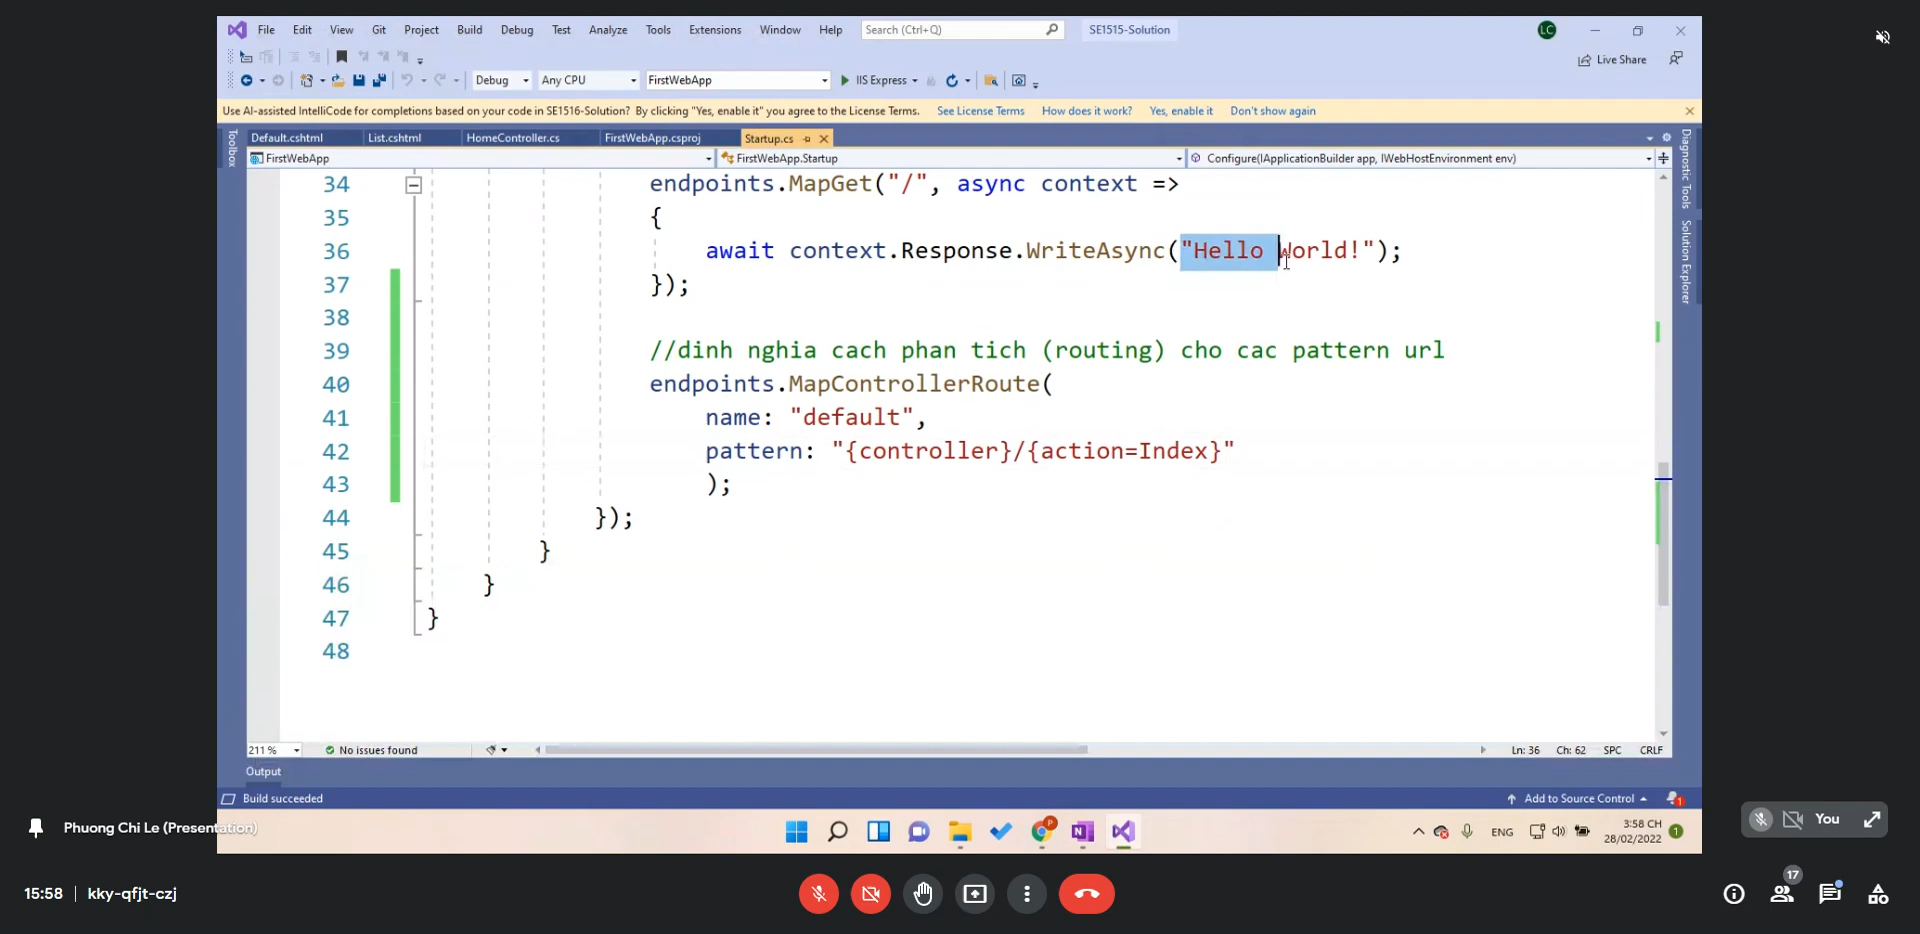 File Edit View Git Project Build Debug Test Analyze Tools Extensions Window Help Search (Ctrl+Q) SE1515-Solution LC
Live Share
Debug Any CPU FirstWebApp IIS Express
Use AI-assisted IntelliCode for completions based on your code in SE1516-Solution? By clicking "Yes, enable it" you agree to the License Terms. See License Terms How does it work? Yes, enable it Don't show again
Toolbox
Default.cshtml List.cshtml HomeController.cs FirstWebApp.csproj Startup.cs
FirstWebApp FirstWebApp.Startup Configure(IApplicationBuilder app, IWebHostEnvironment env)
Diagnostic Tools
Solution Explorer
34 endpoints.MapGet("/", async context =>
35 {
36 await context.Response.WriteAsync("Hello World!");
37 });
38
39 //dinh nghia cach phan tich (routing) cho cac pattern url
40 endpoints.MapControllerRoute(
41 name: "default",
42 pattern: "{controller}/{action=Index}"
43 );
44 });
45 }
46 }
47 }
48
211 % No issues found Ln: 36 Ch: 62 SPC CRLF
Output
Build succeeded Add to Source Control 1
Phuong Chi Le (Presentation)
ENG 3:58 CH
28/02/2022 1
You
15:58 | kky-qfjt-czj
17